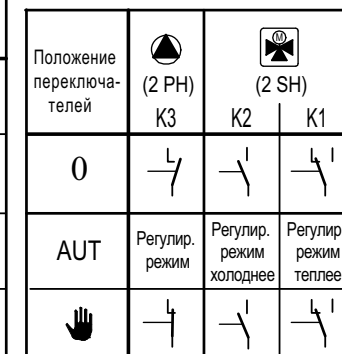 Положение
переключа-
телей
(2 PH)
M
(2 SH)
K3
K2
K1
0
AUT
Регулир.
режим
Регулир.
режим
холоднее
Регулир
режим
теплее